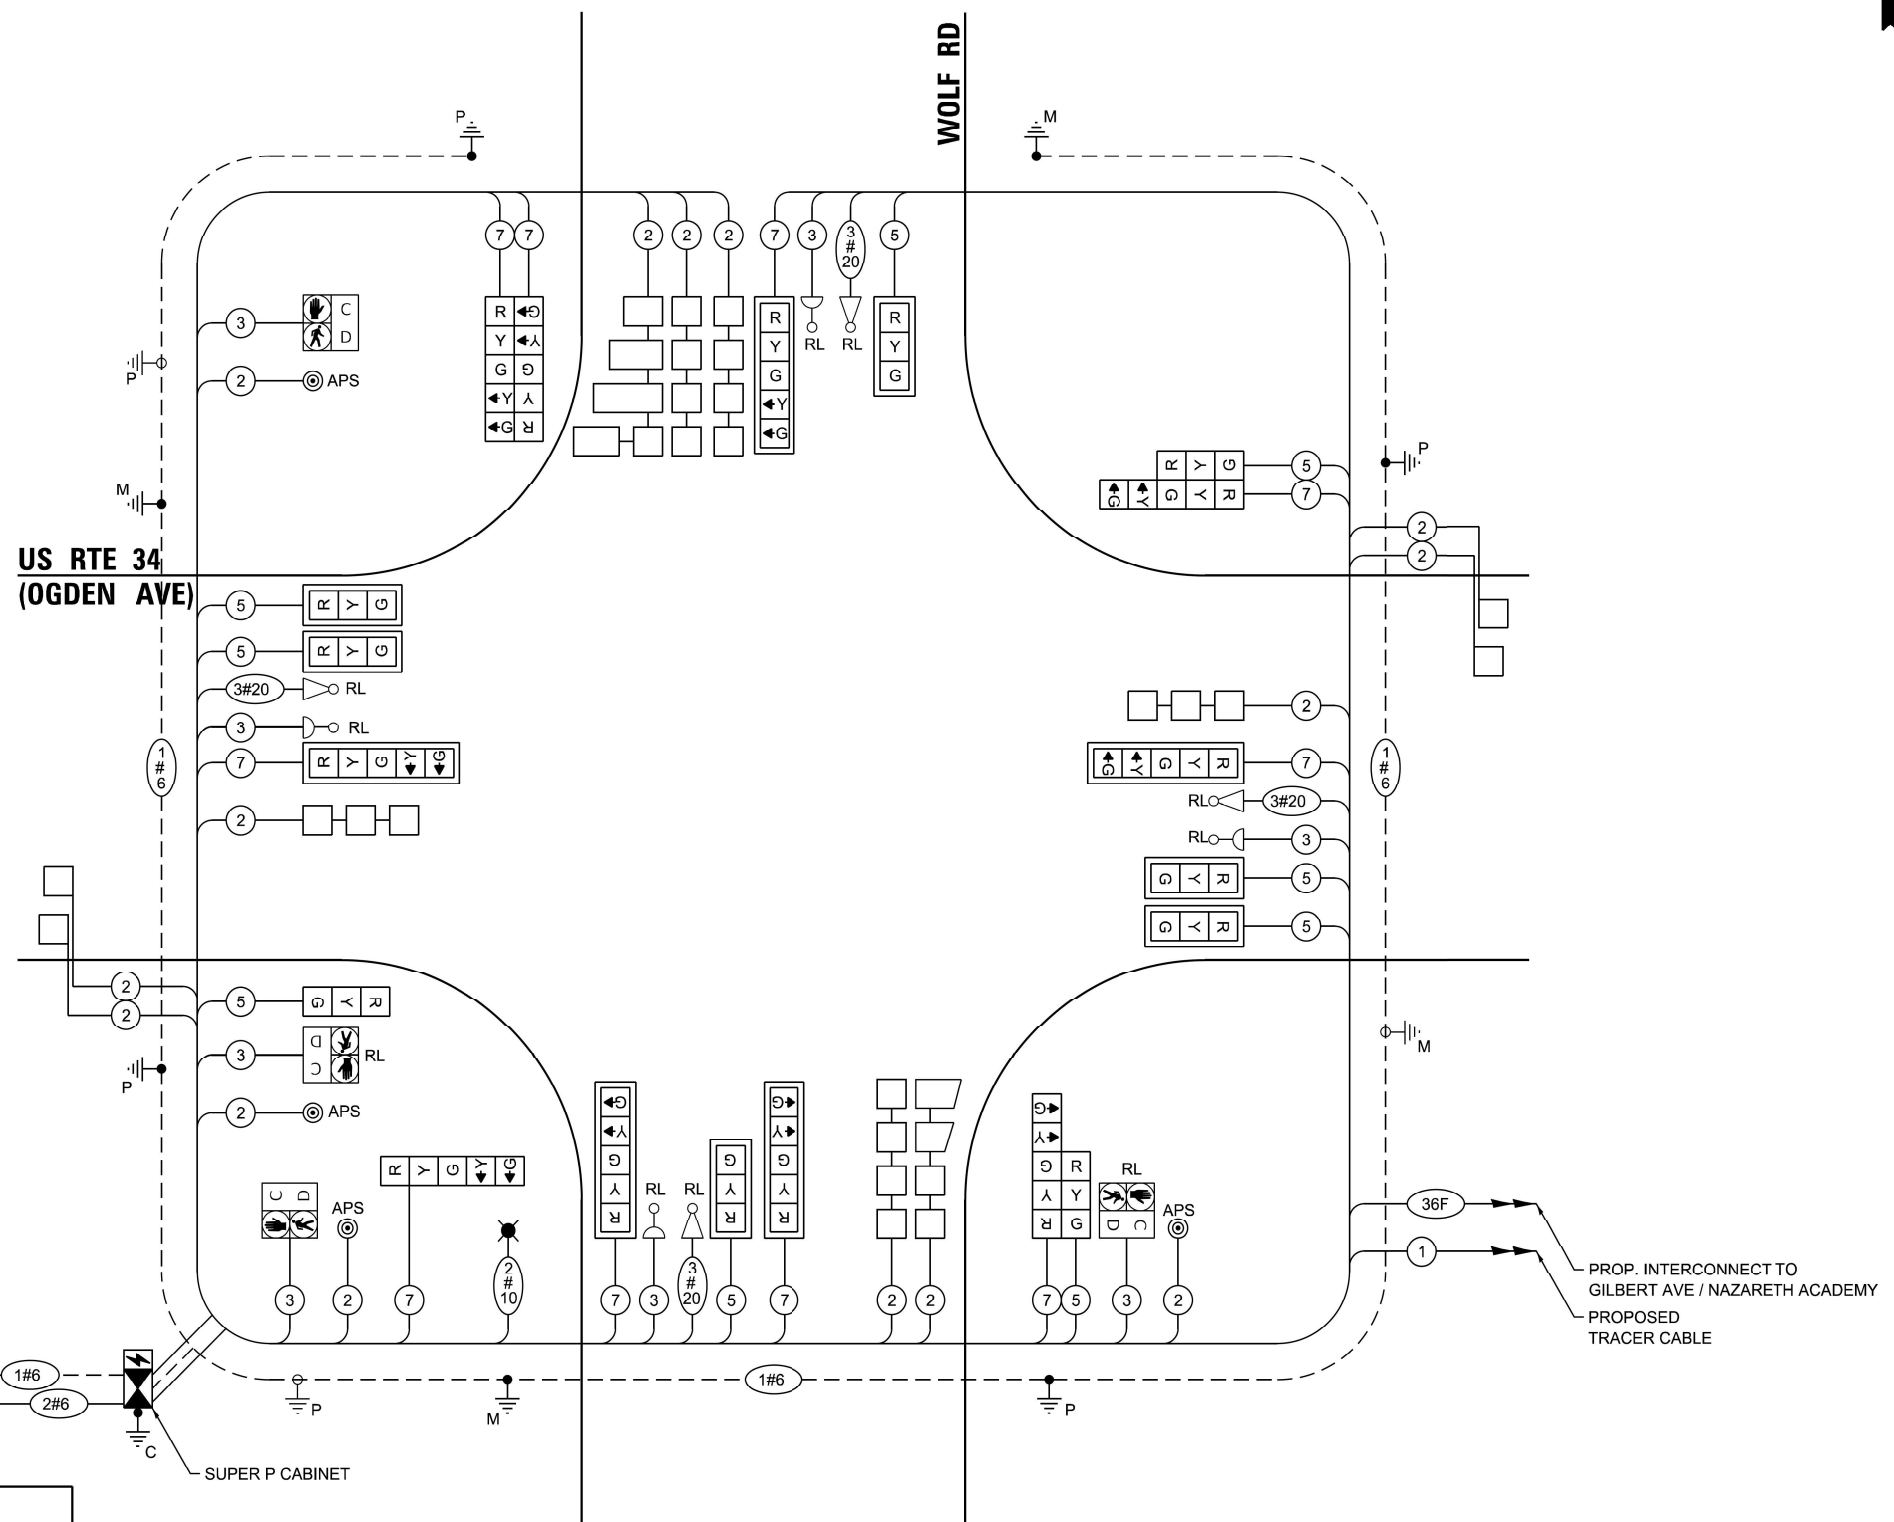 WOLF RD
P
M
7
7
2
2
2
7
3
3
#
20
5
3
C
D
2
APS
P
M
R
Y
G
Y
G
G
Y
G
Y
R
R
Y
G
Y
G
RL
RL
R
Y
G
R Y G
5
G Y G Y R
7
P
2
2
US RTE 34
(OGDEN AVE)
5
R Y G
5
R Y G
3#20
RL
3
RL
7
R Y G Y G
2
1
#
6
2
G Y G Y R
7
RL
3#20
RL
3
G Y R
5
G Y R
5
1
#
6
2
2
5
G Y R
3
D
C
RL
2
APS
P
M
C D
3
APS
2
R Y G Y G
7
2
#
10
G
Y
G
Y
R
7
RL
3
RL
3
#
20
G
Y
R
5
G
Y
G
Y
R
7
2
2
G
Y
G
Y
R
7
R
Y
G
5
RL
D C
3
APS
2
36F
1
PROP. INTERCONNECT TO
GILBERT AVE / NAZARETH ACADEMY
PROPOSED
TRACER CABLE
1#6
2#6
C
SUPER P CABINET
P
M
1#6
P